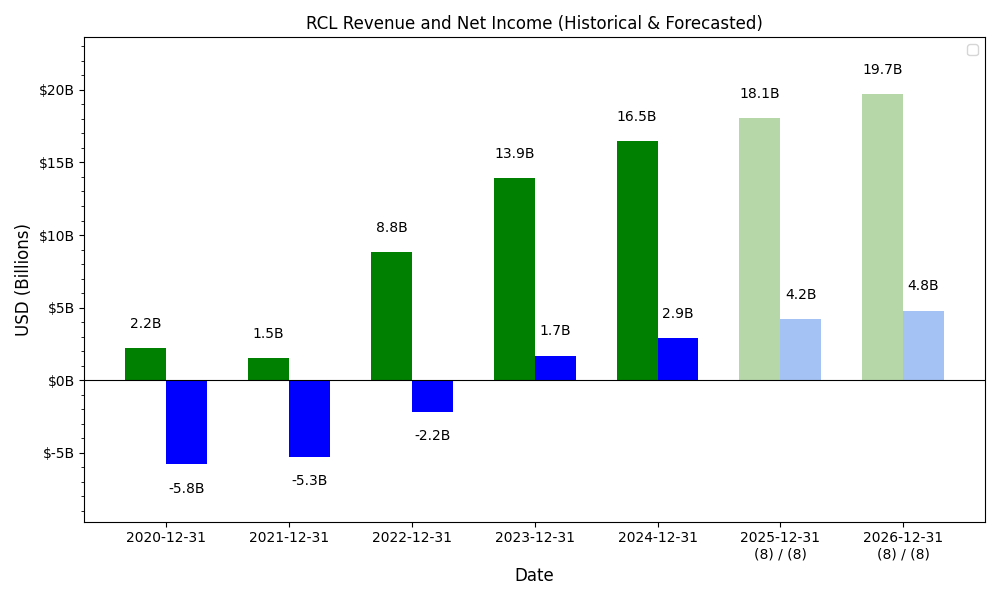 RCL Revenue and Net Income (Historical & Forecasted)
USD (Billions)
$20B
$15B
$10B
$5B
$0B
$-5B
2.2B
-5.8B
1.5B
-5.3B
8.8B
-2.2B
13.9B
1.7B
16.5B
2.9B
18.1B
4.2B
19.7B
4.8B
2020-12-31
2021-12-31
2022-12-31
2023-12-31
2024-12-31
2025-12-31
(8) / (8)
2026-12-31
(8) / (8)
Date